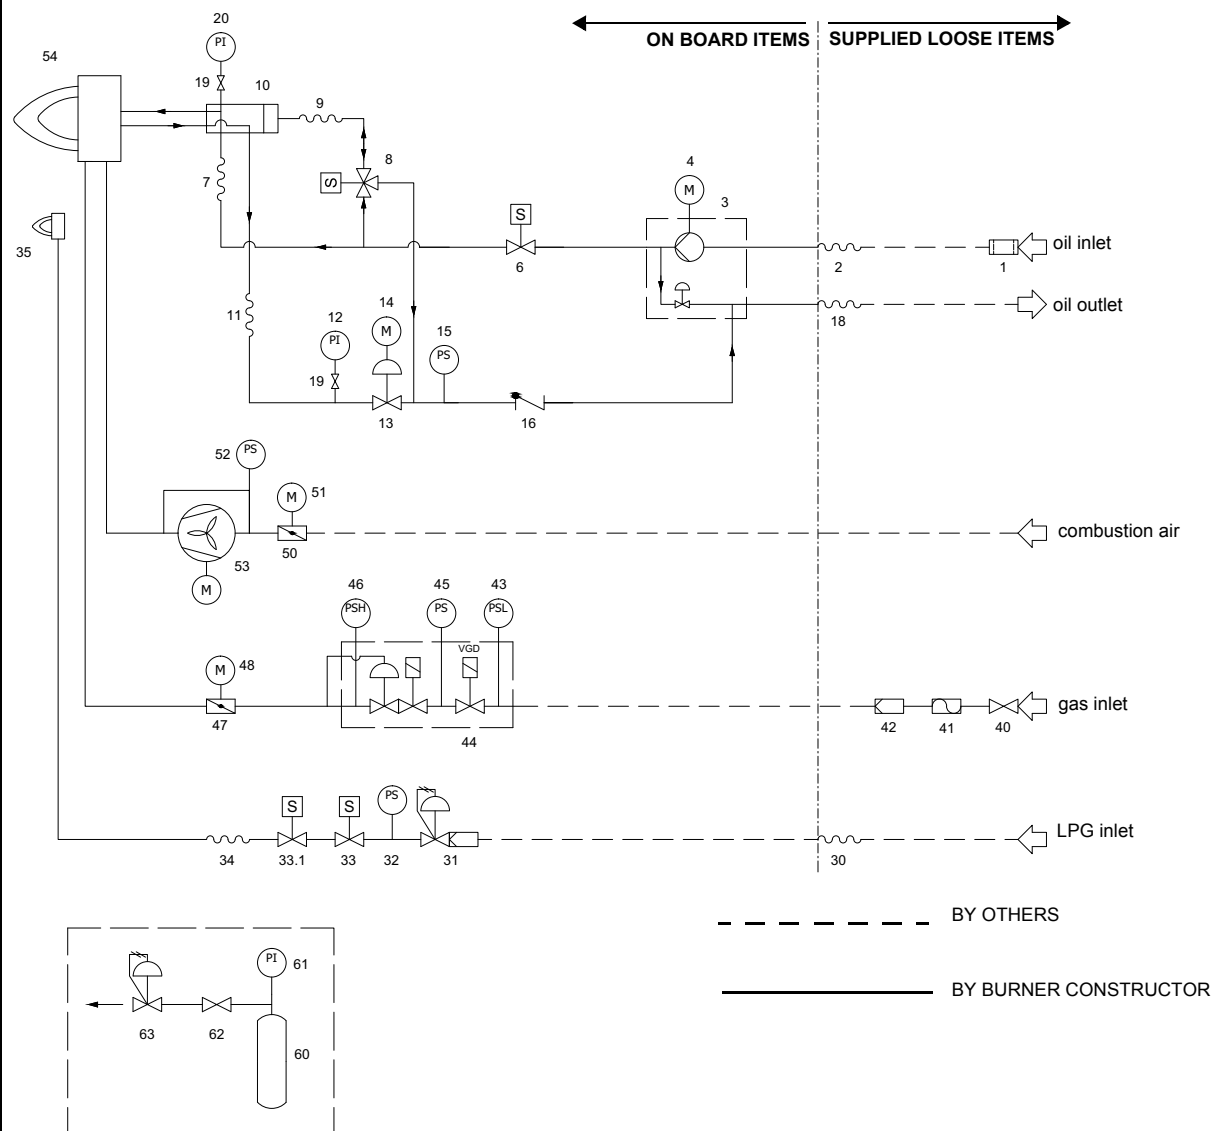 ON BOARD ITEMS
SUPPLIED LOOSE ITEMS
20
PI
54
19
10
9
8
S
7
4
M
3
S
35
6
2
1
oil inlet
11
12
PI
14
M
15
PS
18
oil outlet
19
13
16
52
PS
M
51
50
53
M
combustion air
46
PSH
45
PS
43
PSL
VGD
M
48
47
44
42
41
40
gas inlet
S
S
PS
34
33.1
33
32
31
30
LPG inlet
BY OTHERS
PI
61
BY BURNER CONSTRUCTOR
63
62
60